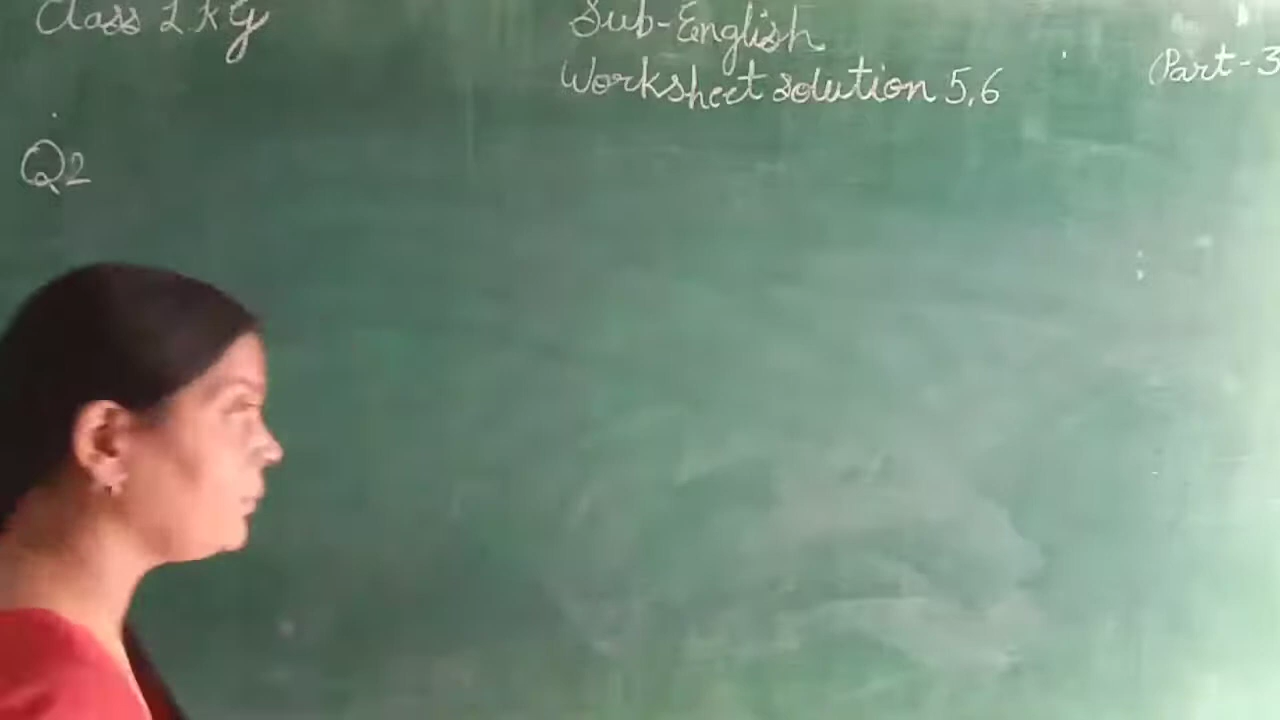 Class LKG
Sub-English
Worksheet solution 5,6
(Part-3
Q2